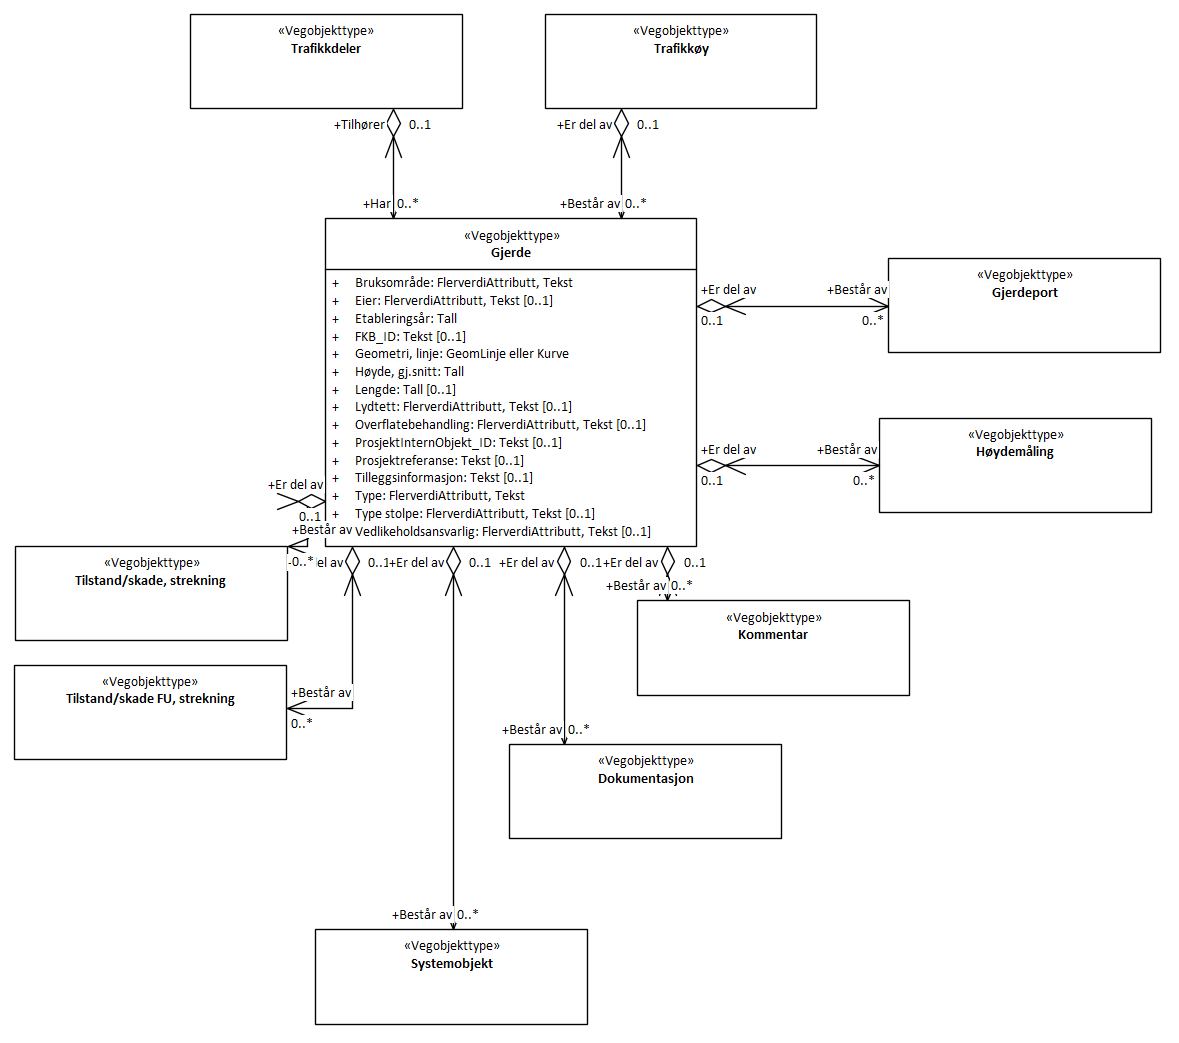 «Vegobjekttype»
Trafikkdeler
«Vegobjekttype»
Trafikkøy
+Tilhører 0..1
+Er del av 0..1
+Har 0..*
+Består av 0..*
«Vegobjekttype»
Gjerde
+ Bruksområde: FlerverdiAttributt, Tekst
+ Eier: FlerverdiAttributt, Tekst [0..1]
+ Etableringsår: Tall
+ FKB_ID: Tekst [0..1]
+ Geometri, linje: GeomLinje eller Kurve
+ Høyde, gj.snitt: Tall
+ Lengde: Tall [0..1]
+ Lydtett: FlerverdiAttributt, Tekst [0..1]
+ Overflatebehandling: FlerverdiAttributt, Tekst [0..1]
+ ProsjektInternObjekt_ID: Tekst [0..1]
+ Prosjektreferanse: Tekst [0..1]
+ Tilleggsinformasjon: Tekst [0..1]
+ Type: FlerverdiAttributt, Tekst
+ Type stolpe: FlerverdiAttributt, Tekst [0..1]
Vedlikeholdsansvarlig: FlerverdiAttributt, Tekst [0..1]
+Er del av
0..1
+Består av
0..*
«Vegobjekttype»
Gjerdeport
+Er del av
0..1
+Består av
0..*
«Vegobjekttype»
Høydemåling
+Er del av
0..1
+Består av
0..*
«Vegobjekttype»
Tilstand/skade, strekning
el av 0..1
+Er del av 0..1
+Er del av 0..1
+Er del av 0..1
+Består av 0..*
«Vegobjekttype»
Kommentar
«Vegobjekttype»
Tilstand/skade FU, strekning
+Består av
0..*
+Består av 0..*
«Vegobjekttype»
Dokumentasjon
+Består av 0..*
«Vegobjekttype»
Systemobjekt